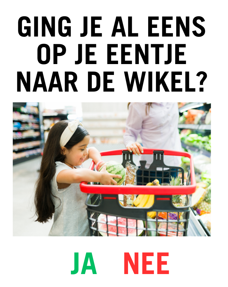 GING JE AL EENS
OP JE EENTJE
NAAR DE WIKEL?
JA NEE